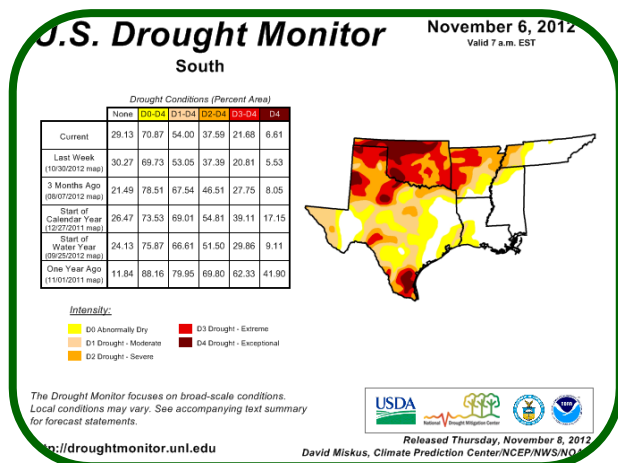 U.S. Drought Monitor
South
November 6, 2012
Valid 7 a.m. EST
Drought Conditions (Percent Area)
None D0-D4 D1-D4 D2-D4 D3-D4 D4
Current 29.13 70.87 54.00 37.59 21.68 6.61
Last Week
(10/30/2012 map) 30.27 69.73 53.05 37.39 20.81 5.53
3 Months Ago
(08/07/2012 map) 21.49 78.51 67.54 46.51 27.75 8.05
Start of
Calendar Year
(12/27/2011 map) 26.47 73.53 69.01 54.81 39.11 17.15
Start of
Water Year
(09/25/2012 map) 24.13 75.87 66.61 51.50 29.86 9.11
One Year Ago
(11/01/2011 map) 11.84 88.16 79.95 69.80 62.33 41.90
Intensity:
D0 Abnormally Dry
D1 Drought - Moderate
D2 Drought - Severe
D3 Drought - Extreme
D4 Drought - Exceptional
The Drought Monitor focuses on broad-scale conditions.
Local conditions may vary. See accompanying text summary
for forecast statements.
USDA
National Drought Mitigation Center
Released Thursday, November 8, 2012
tp://droughtmonitor.unl.edu
David Miskus, Climate Prediction Center/NCEP/NWS/NOA